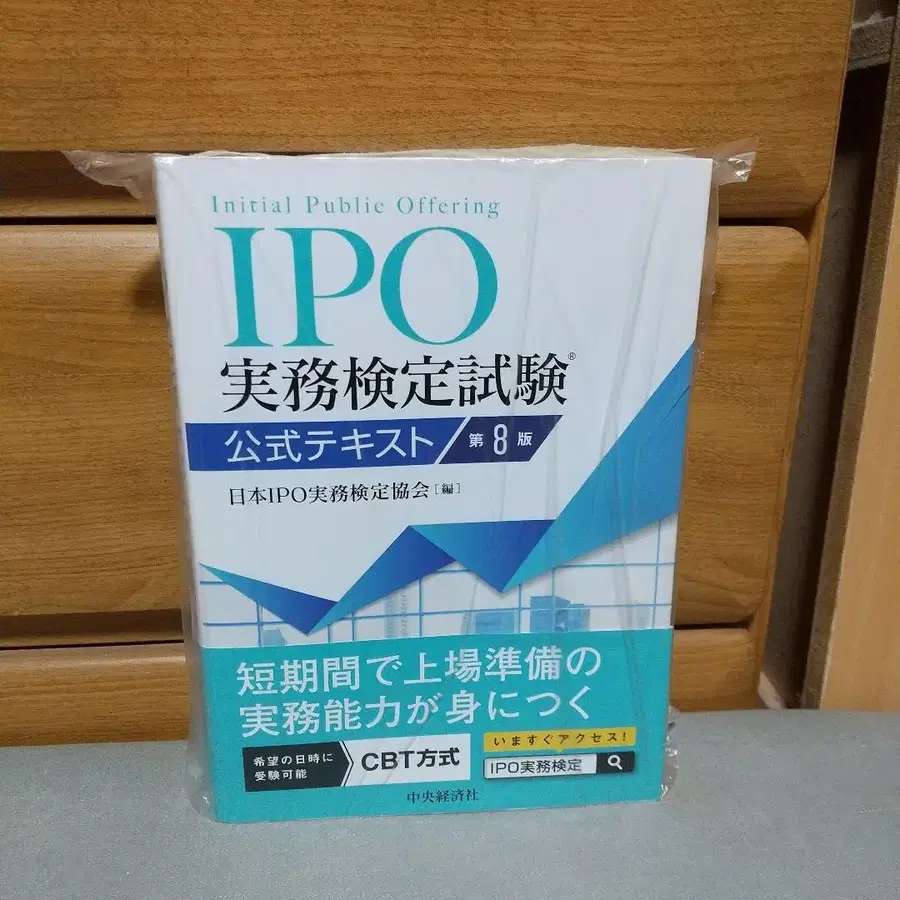 Initial Public Offering
IPO
実務検定試験®
公式テキスト 第8版
日本IPO実務検定協会[編]
短期間で上場準備の
実務能力が身につく
希望の日時に
受験可能
CBT方式
いますぐアクセス!
IPO実務検定
中央経済社